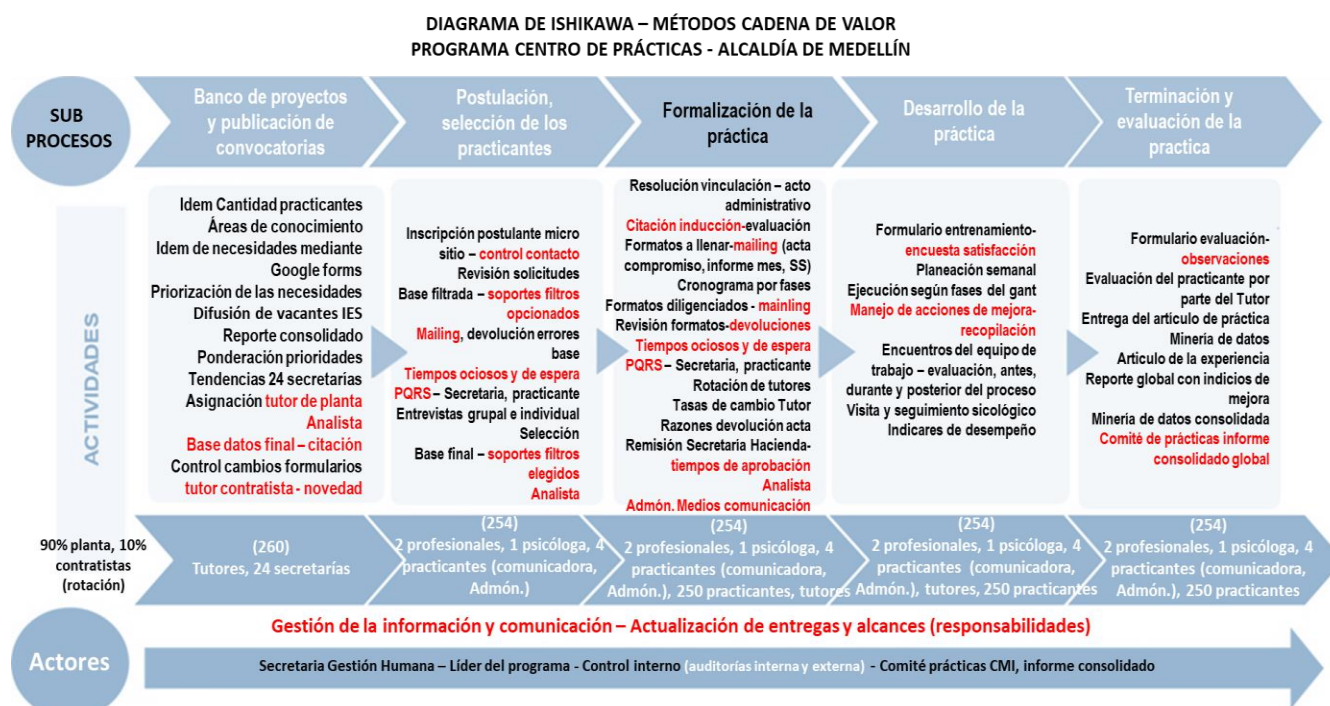 DIAGRAMA DE ISHIKAWA – MÉTODOS CADENA DE VALOR
PROGRAMA CENTRO DE PRÁCTICAS - ALCALDÍA DE MEDELLÍN
SUB
PROCESOS
Banco de proyectos
y publicación de
convocatorias
Postulación,
selección de los
practicantes
Formalización de la
práctica
Desarrollo de la
práctica
Terminación y
evaluación de la
practica
ACTIVIDADES
Idem Cantidad practicantes
Áreas de conocimiento
Idem de necesidades mediante
Google forms
Priorización de las necesidades
Difusión de vacantes IES
Reporte consolidado
Ponderación prioridades
Tendencias 24 secretarías
Asignación tutor de planta
Analista
Base datos final – citación
Control cambios formularios
tutor contratista - novedad
Inscripción postulante micro
sitio – control contacto
Revisión solicitudes
Base filtrada – soportes filtros
opcionados
Mailing, devolución errores
base
Tiempos ociosos y de espera
PQRS – Secretaria, practicante
Entrevistas grupal e individual
Selección
Base final – soportes filtros
elegidos
Analista
Resolución vinculación – acto
administrativo
Citación inducción-evaluación
Formatos a llenar-mailing (acta
compromiso, informe mes, SS)
Cronograma por fases
Formatos diligenciados - mainling
Revisión formatos-devoluciones
Tiempos ociosos y de espera
PQRS – Secretaria, practicante
Rotación de tutores
Tasas de cambio Tutor
Razones devolución acta
Remisión Secretaría Hacienda-
tiempos de aprobación
Analista
Admón. Medios comunicación
Formulario entrenamiento-
encuesta satisfacción
Planeación semanal
Ejecución según fases del gant
Manejo de acciones de mejora-
recopilación
Encuentros del equipo de
trabajo – evaluación, antes,
durante y posterior del proceso
Visita y seguimiento sicológico
Indicares de desempeño
Formulario evaluación-
observaciones
Evaluación del practicante por
parte del Tutor
Entrega del articulo de práctica
Minería de datos
Articulo de la experiencia
Reporte global con indicios de
mejora
Minería de datos consolidada
Comité de prácticas informe
consolidado global
90% planta, 10%
contratistas
(rotación)
(260)
Tutores, 24 secretarías
(254)
2 profesionales, 1 psicóloga, 4
practicantes (comunicadora,
Admón.)
(254)
2 profesionales, 1 psicóloga, 4
practicantes (comunicadora,
Admón.), 250 practicantes, tutores
(254)
2 profesionales, 1 psicóloga, 4
practicantes (comunicadora,
Admón.), tutores, 250 practicantes
(254)
2 profesionales, 1 psicóloga, 4
practicantes (comunicadora,
Admón.), 250 practicantes
Gestión de la información y comunicación – Actualización de entregas y alcances (responsabilidades)
Actores
Secretaria Gestión Humana – Líder del programa - Control interno (auditorías interna y externa) - Comité prácticas CMI, informe consolidado